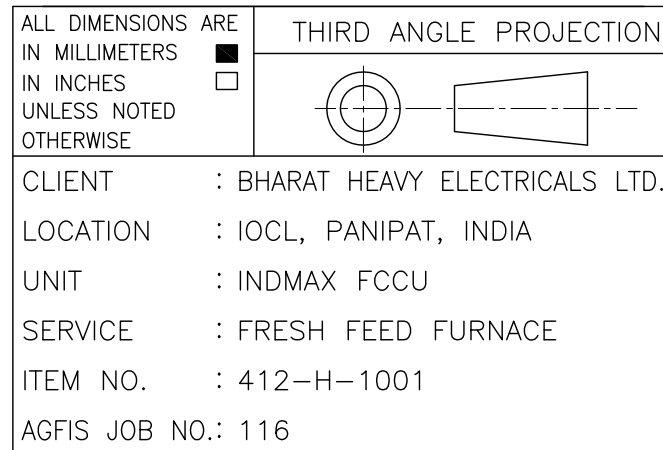 ALL DIMENSIONS ARE
IN MILLIMETERS
IN INCHES
UNLESS NOTED
OTHERWISE
THIRD ANGLE PROJECTION
CLIENT : BHARAT HEAVY ELECTRICALS LTD.
LOCATION : IOCL, PANIPAT, INDIA
UNIT : INDMAX FCCU
SERVICE : FRESH FEED FURNACE
ITEM NO. : 412-H-1001
AGFIS JOB NO.: 116